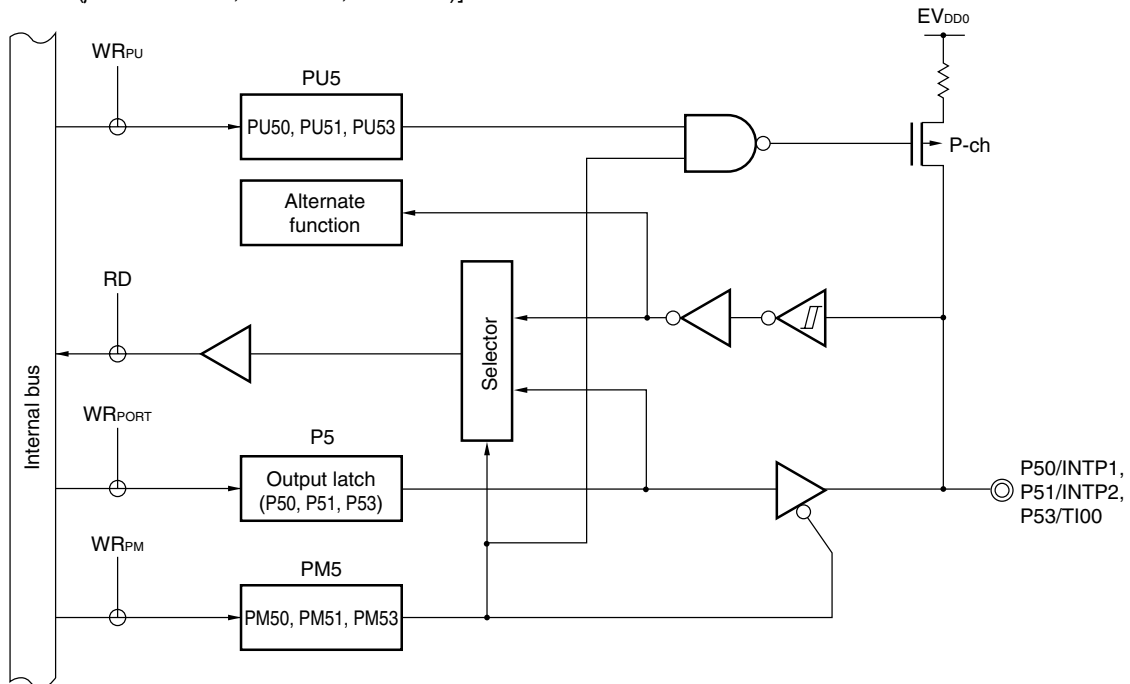 EVDD0
WRPU
PU5
PU50, PU51, PU53
P-ch
Alternate
function
RD
Selector
Internal bus
WRPORT
P5
Output latch
(P50, P51, P53)
P50/INTP1,
P51/INTP2,
P53/TI00
WRPM
PM5
PM50, PM51, PM53